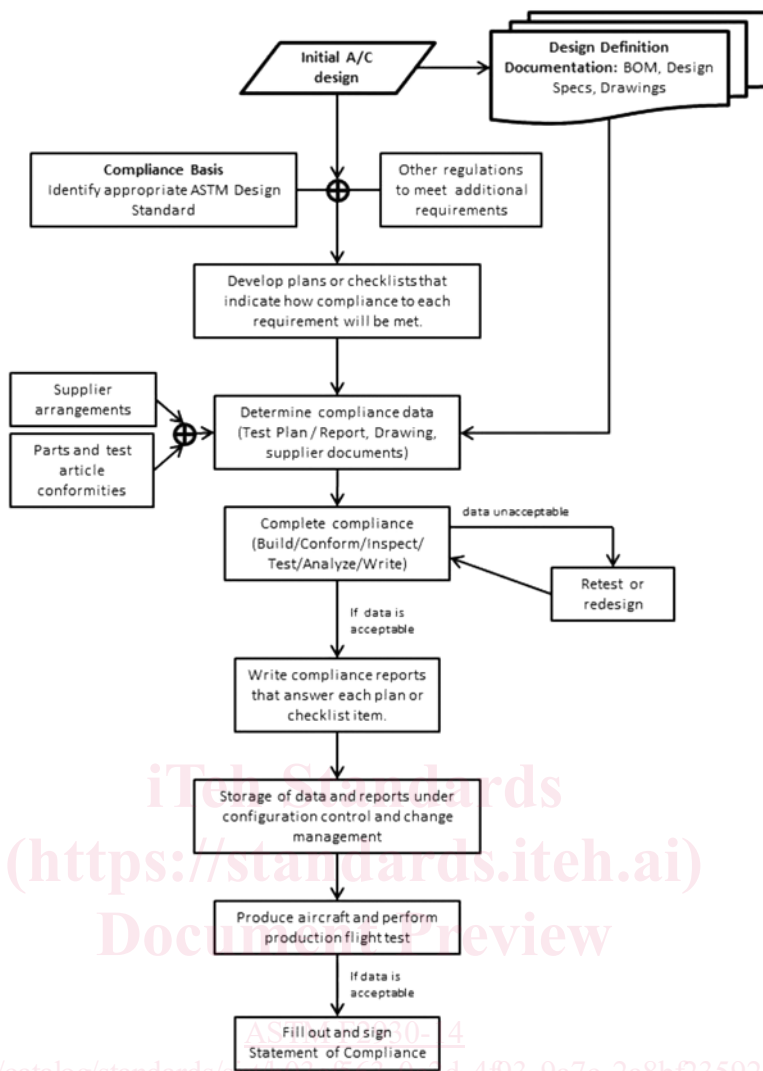 Initial A/C
design
Design Definition
Documentation: BOM, Design
Specs, Drawings
Compliance Basis
Identify appropriate ASTM Design
Standard
Other regulations
to meet additional
requirements
Develop plans or checklists that
indicate how compliance to each
requirement will be met.
Supplier
arrangements
Parts and test
article
conformities
Determine compliance data
(Test Plan / Report, Drawing,
supplier documents)
Complete compliance
(Build/Conform/Inspect/
Test/Analyze/Write)
data unacceptable
Retest or
redesign
If data is
acceptable
Write compliance reports
that answer each plan or
checklist item.
iTeh Standards
Storage of data and reports under
configuration control and change
management
(https://standards.iteh.ai)
Produce aircraft and perform
production flight test
Document Preview
If data is
acceptable
Fill out and sign
Statement of Compliance